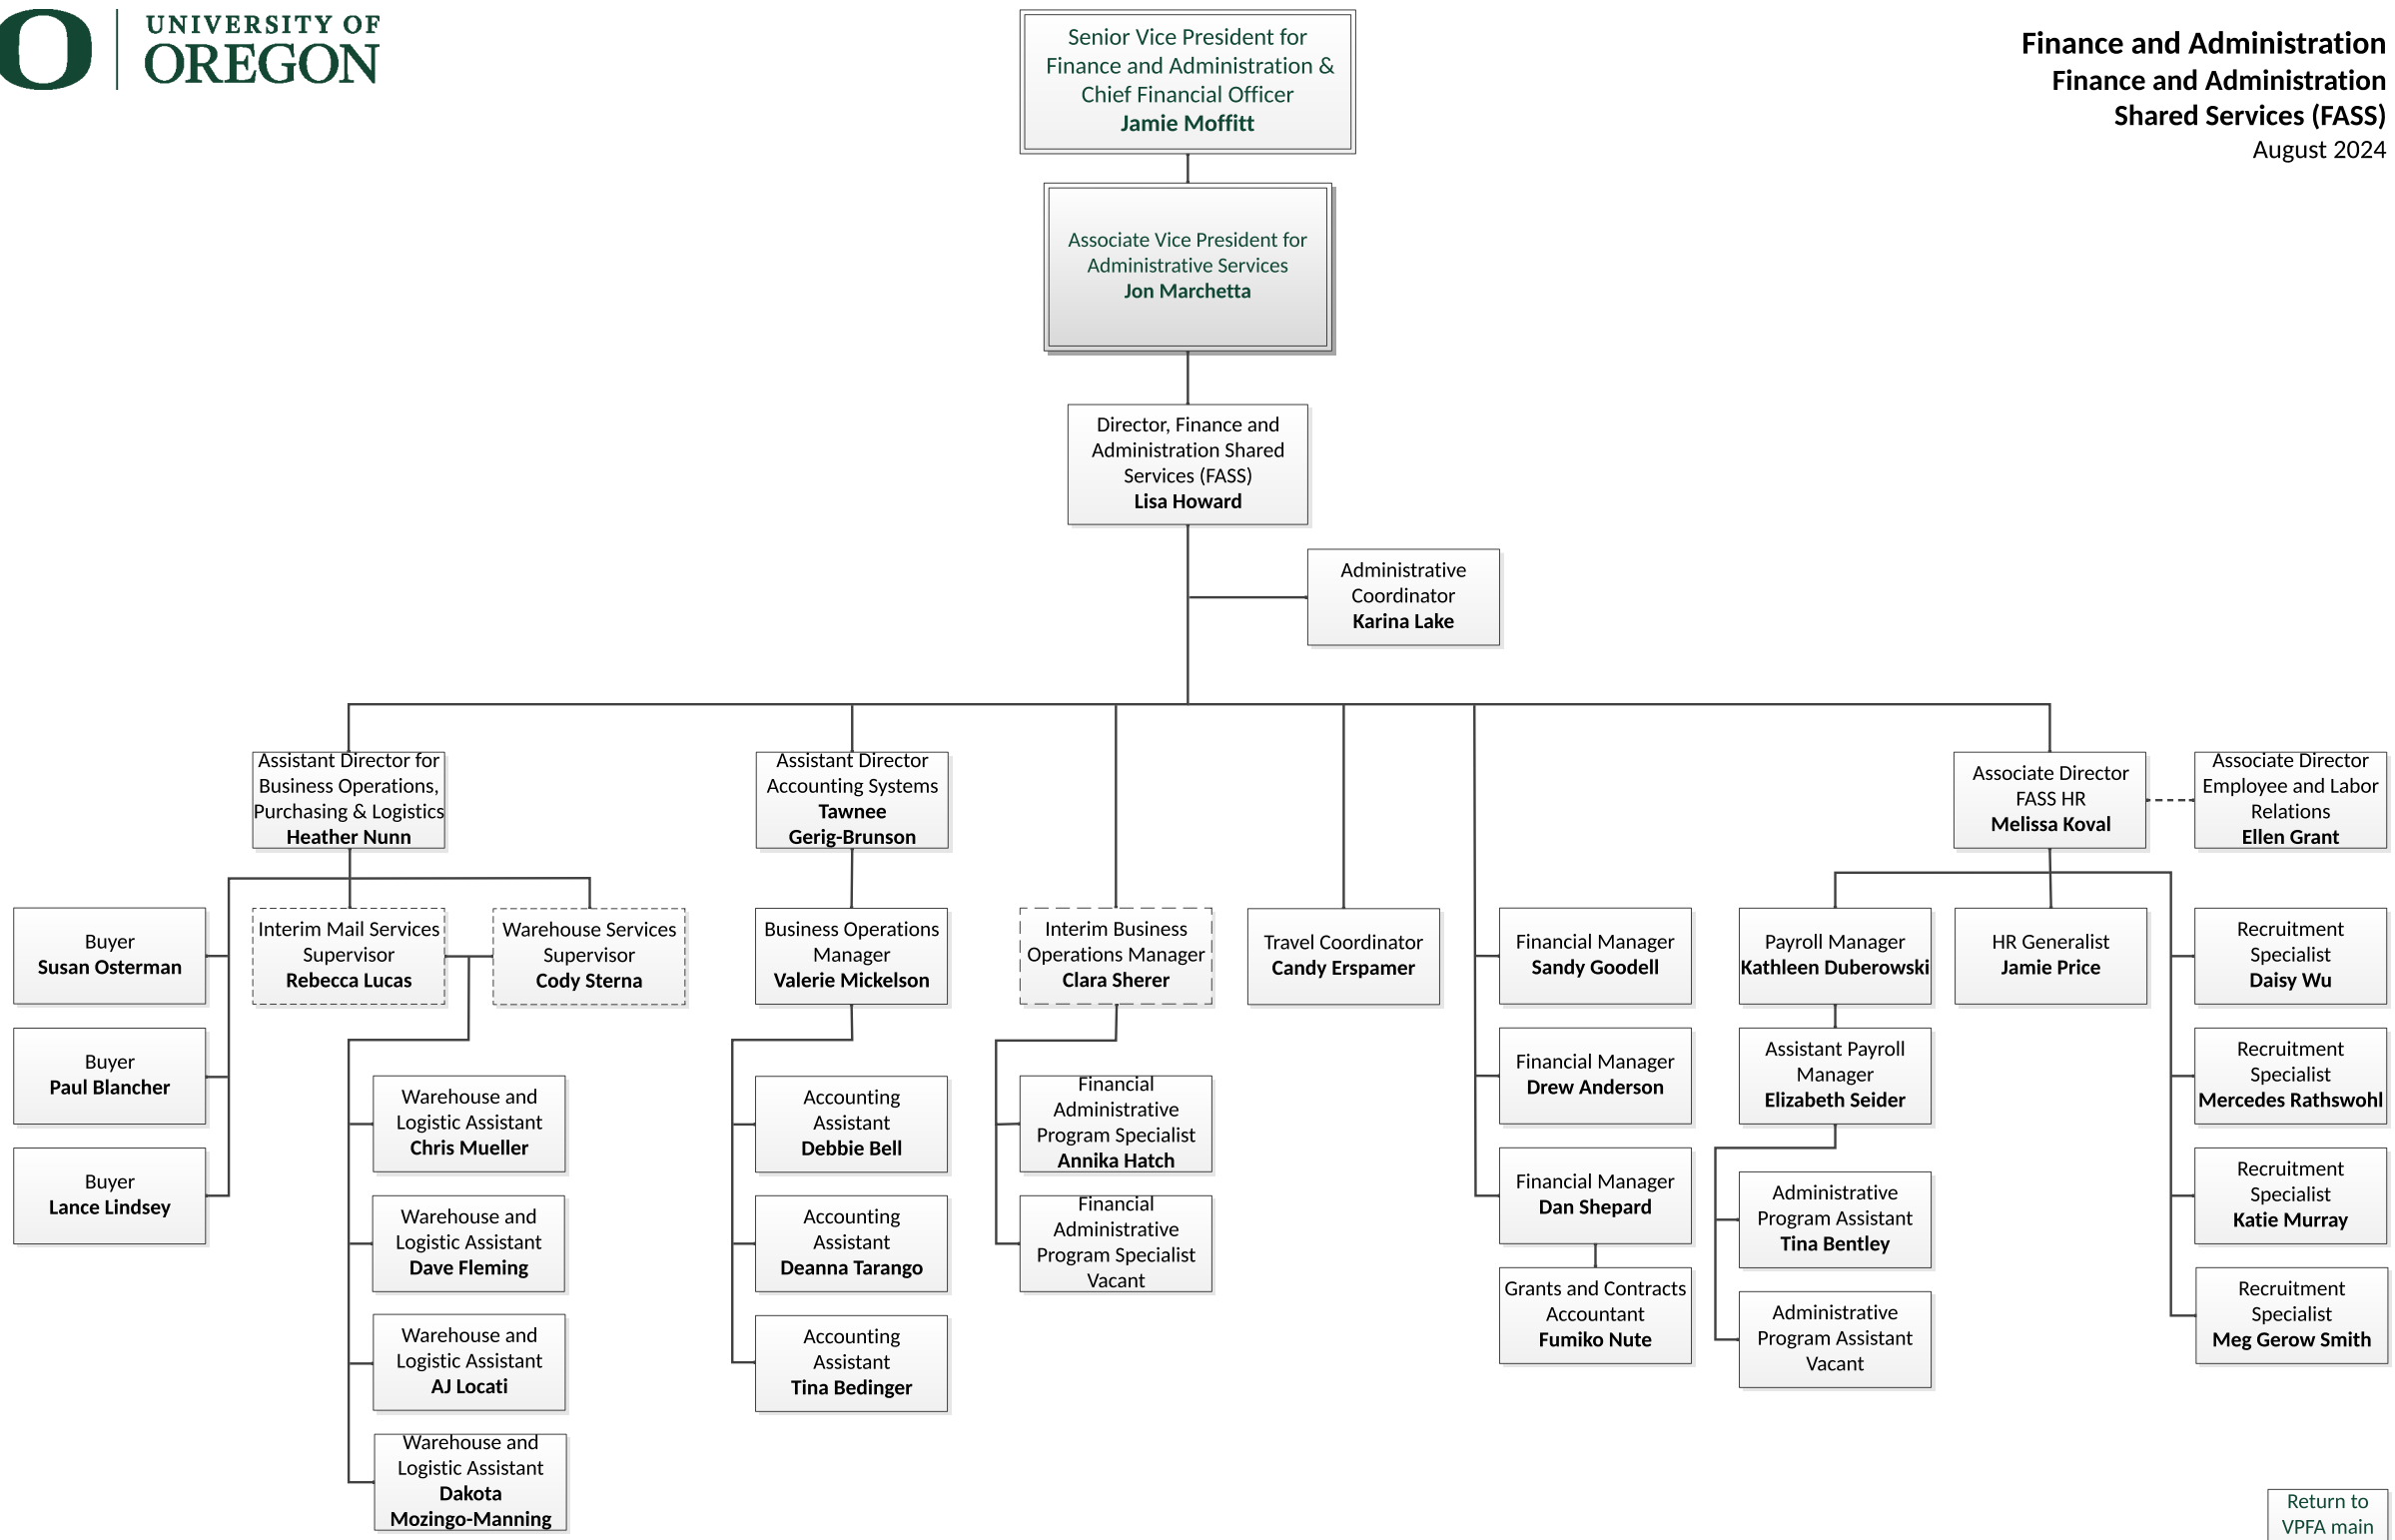 UNIVERSITY OF
OREGON
Finance and Administration
Finance and Administration
Shared Services (FASS)
August 2024
Senior Vice President for
Finance and Administration &
Chief Financial Officer
Jamie Moffitt
Associate Vice President for
Administrative Services
Jon Marchetta
Director, Finance and
Administration Shared
Services (FASS)
Lisa Howard
Administrative
Coordinator
Karina Lake
Assistant Director for
Business Operations,
Purchasing & Logistics
Heather Nunn
Assistant Director
Accounting Systems
Tawnee
Gerig-Brunson
Associate Director
FASS HR
Melissa Koval
Associate Director
Employee and Labor
Relations
Ellen Grant
Buyer
Susan Osterman
Buyer
Paul Blancher
Buyer
Lance Lindsey
Interim Mail Services
Supervisor
Rebecca Lucas
Warehouse Services
Supervisor
Cody Sterna
Warehouse and
Logistic Assistant
Chris Mueller
Warehouse and
Logistic Assistant
Dave Fleming
Warehouse and
Logistic Assistant
AJ Locati
Warehouse and
Logistic Assistant
Dakota
Mozingo-Manning
Business Operations
Manager
Valerie Mickelson
Accounting
Assistant
Debbie Bell
Accounting
Assistant
Deanna Tarango
Accounting
Assistant
Tina Bedinger
Interim Business
Operations Manager
Clara Sherer
Financial
Administrative
Program Specialist
Annika Hatch
Financial
Administrative
Program Specialist
Vacant
Travel Coordinator
Candy Erspamer
Financial Manager
Sandy Goodell
Financial Manager
Drew Anderson
Financial Manager
Dan Shepard
Grants and Contracts
Accountant
Fumiko Nute
Payroll Manager
Kathleen Duberowski
Assistant Payroll
Manager
Elizabeth Seider
Administrative
Program Assistant
Tina Bentley
Administrative
Program Assistant
Vacant
HR Generalist
Jamie Price
Recruitment
Specialist
Daisy Wu
Recruitment
Specialist
Mercedes Rathswohl
Recruitment
Specialist
Katie Murray
Recruitment
Specialist
Meg Gerow Smith
Return to
VPFA main